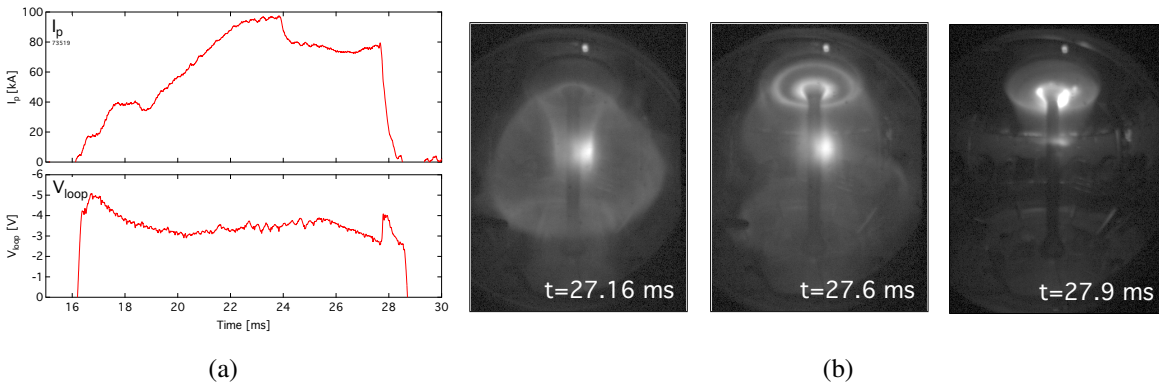 100
80
60
40
20
0
I_p [kA]
I_p
73519
-6
-5
-4
-3
-2
-1
0
V_loop [V]
V_loop
15 16 18 20 22 24 26 28 30
Time [ms]
t=27.16 ms
t=27.6 ms
t=27.9 ms
(a)
(b)